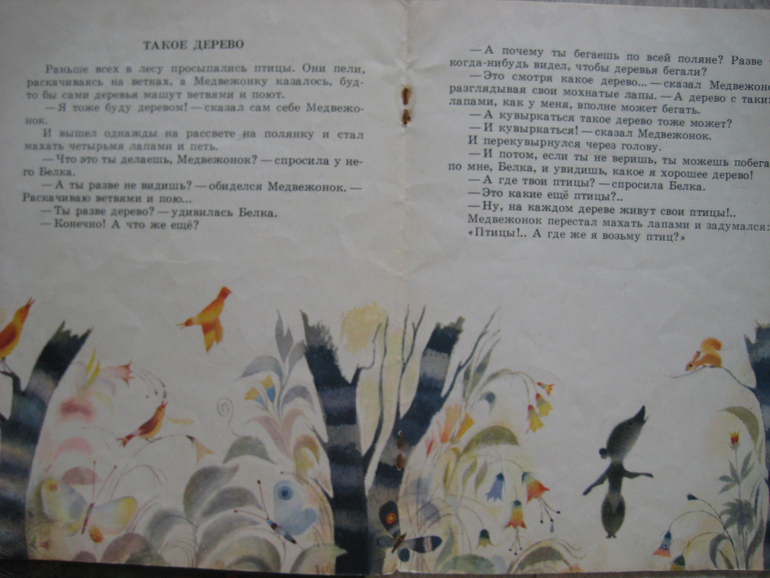 ТАКОЕ ДЕРЕВО
Раньше всех в лесу просыпались птицы. Они пели,
раскачиваясь на ветках, а Медвежонку казалось, буд-
то бы сами деревья машут ветвями и поют.
—Я тоже буду деревом!—сказал сам себе Медвежо-
нок.
И вышел однажды на рассвете на полянку и стал
махать четырьмя лапами и петь.
—Что это ты делаешь, Медвежонок?—спросила у не-
го Белка.
—А ты разве не видишь?—обиделся Медвежонок.—
Раскачиваю ветвями и пою...
—Ты разве дерево?—удивилась Белка.
—Конечно! А что же ещё?
—А почему ты бегаешь по всей поляне? Разве
когда-нибудь видел, чтобы деревья бегали?
—Это смотря какое дерево...—сказал Медвежоно
разглядывая свои мохнатые лапы.—А дерево с таки
лапами, как у меня, вполне может бегать.
—А кувыркаться такое дерево тоже может?
—И кувыркаться!—сказал Медвежонок.
И перекувырнулся через голову.
—И потом, если ты не веришь, ты можешь побега
по мне, Белка, и увидишь, какое я хорошее дерево!
—А где твои птицы?—спросила Белка.
—Это какие ещё птицы?..
—Ну, на каждом дереве живут свои птицы!..
Медвежонок перестал махать лапами и задумался:
«Птицы!.. А где же я возьму птиц?»